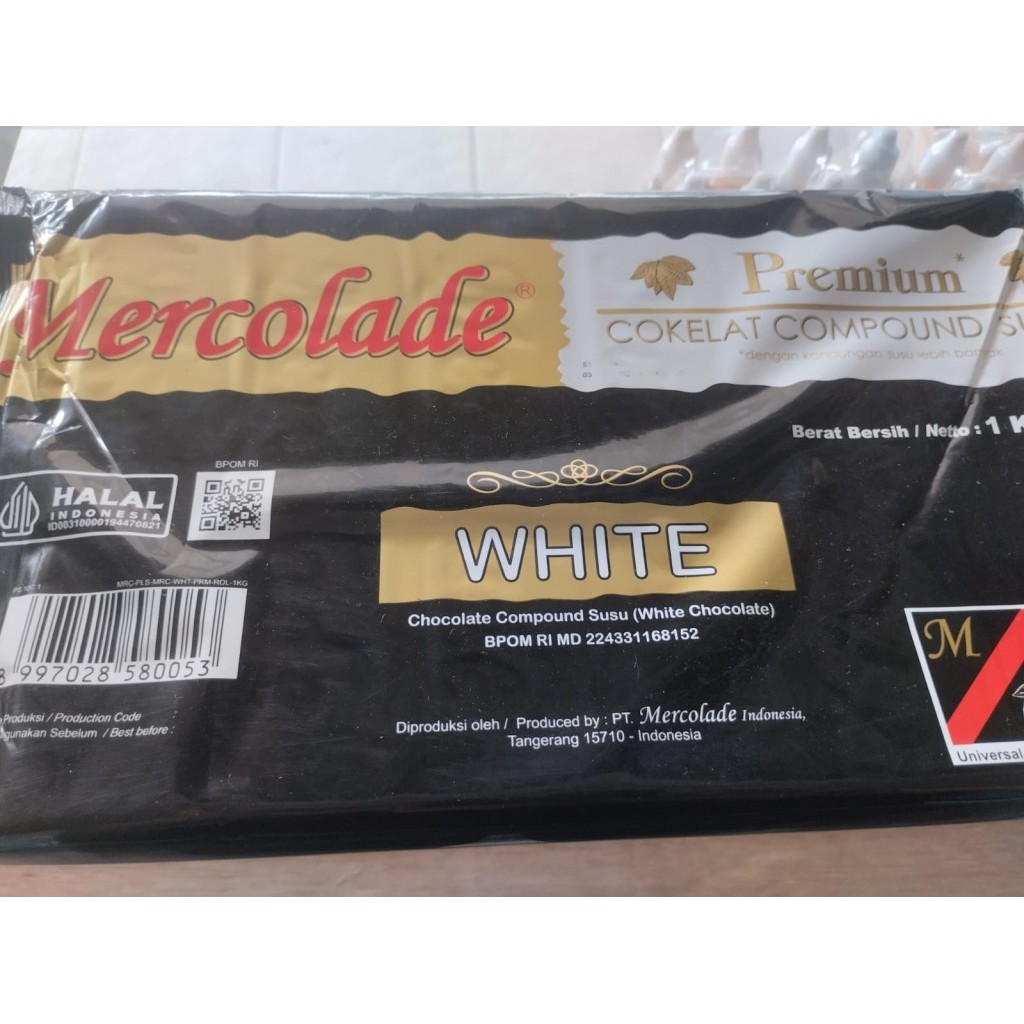 Mercolade®
Premium*
COKELAT COMPOUND SU
*dengan kandungan susu lebih banyak
Berat Bersih / Netto : 1 K
BPOM RI
HALAL
INDONESIA
ID00310000194470821
WHITE
Chocolate Compound Susu (White Chocolate)
BPOM RI MD 224331168152
MRC-PLS-MRC-WHT-PRM-ROL-1KG
8 997028 580053
Produksi / Production Code :
gunakan Sebelum / Best before :
Diproduksi oleh / Produced by : PT. Mercolade Indonesia,
Tangerang 15710 - Indonesia
M
Universal